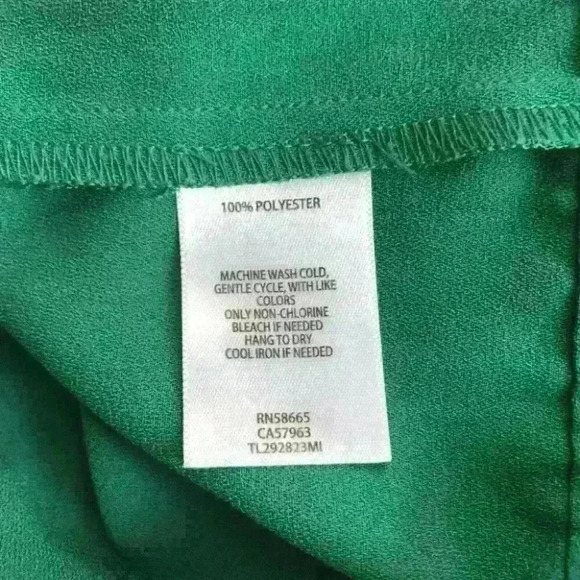 100% POLYESTER
MACHINE WASH COLD,
GENTLE CYCLE, WITH LIKE
COLORS
ONLY NON-CHLORINE
BLEACH IF NEEDED
HANG TO DRY
COOL IRON IF NEEDED
RN58665
CA57963
TL292823MI